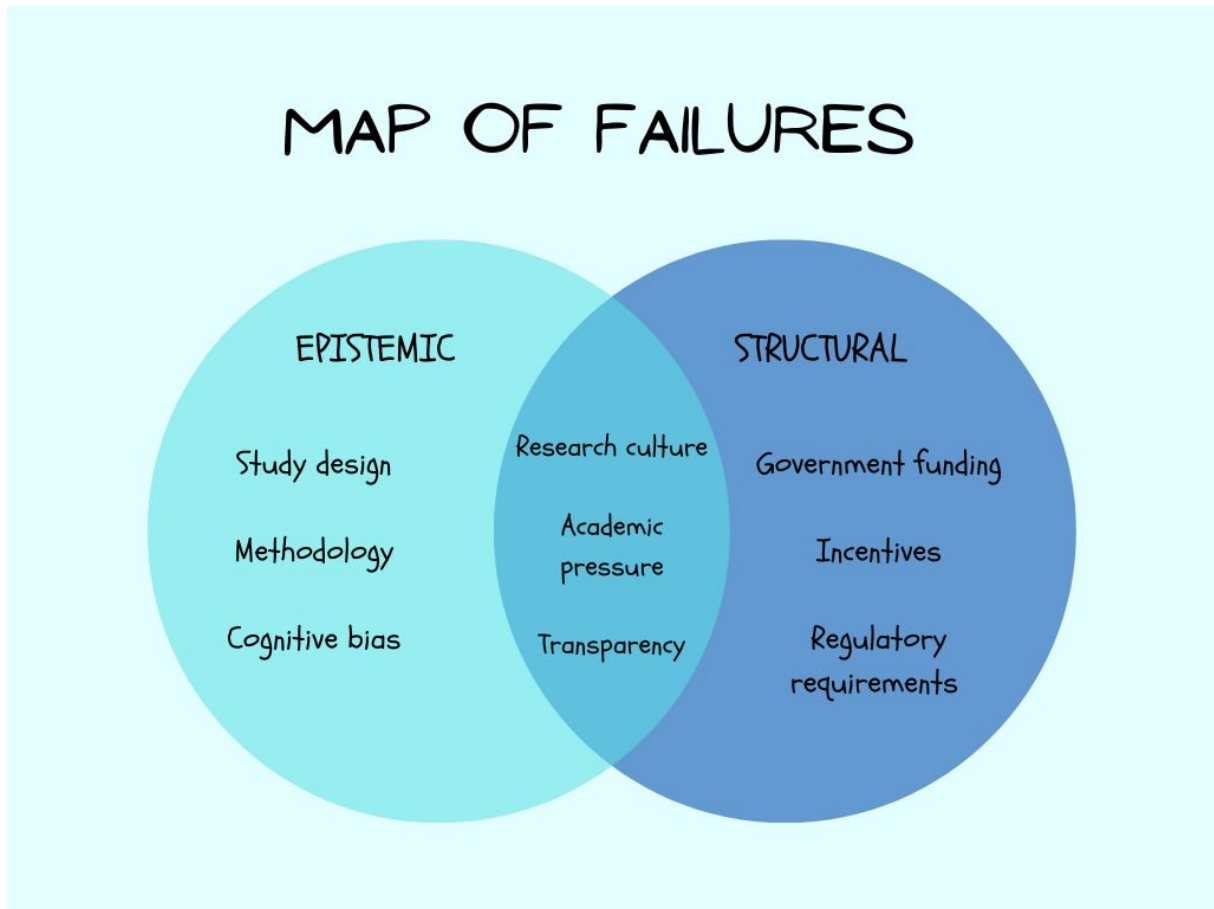 MAP OF FAILURES
EPISTEMIC
Study design
Methodology
Cognitive bias
Research culture
Academic
pressure
Transparency
STRUCTURAL
Government funding
Incentives
Regulatory
requirements